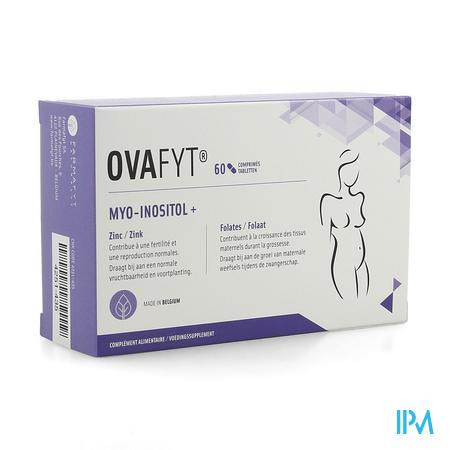 OVAFYT®
60 COMPRIMÉS
TABLETTEN
MYO-INOSITOL +
Zinc / Zink
Contribue à une fertilité et
une reproduction normales.
Draagt bij aan een normale
vruchtbaarheid en voortplanting.
Folates / Folaat
Contribuent à la croissance des tissus
maternels durant la grossesse.
Draagt bij aan de groei van maternale
weefsels tijdens de zwangerschap.
MADE IN BELGIUM
COMPLÉMENT ALIMENTAIRE / VOEDINGSSUPPLEMENT
IPM